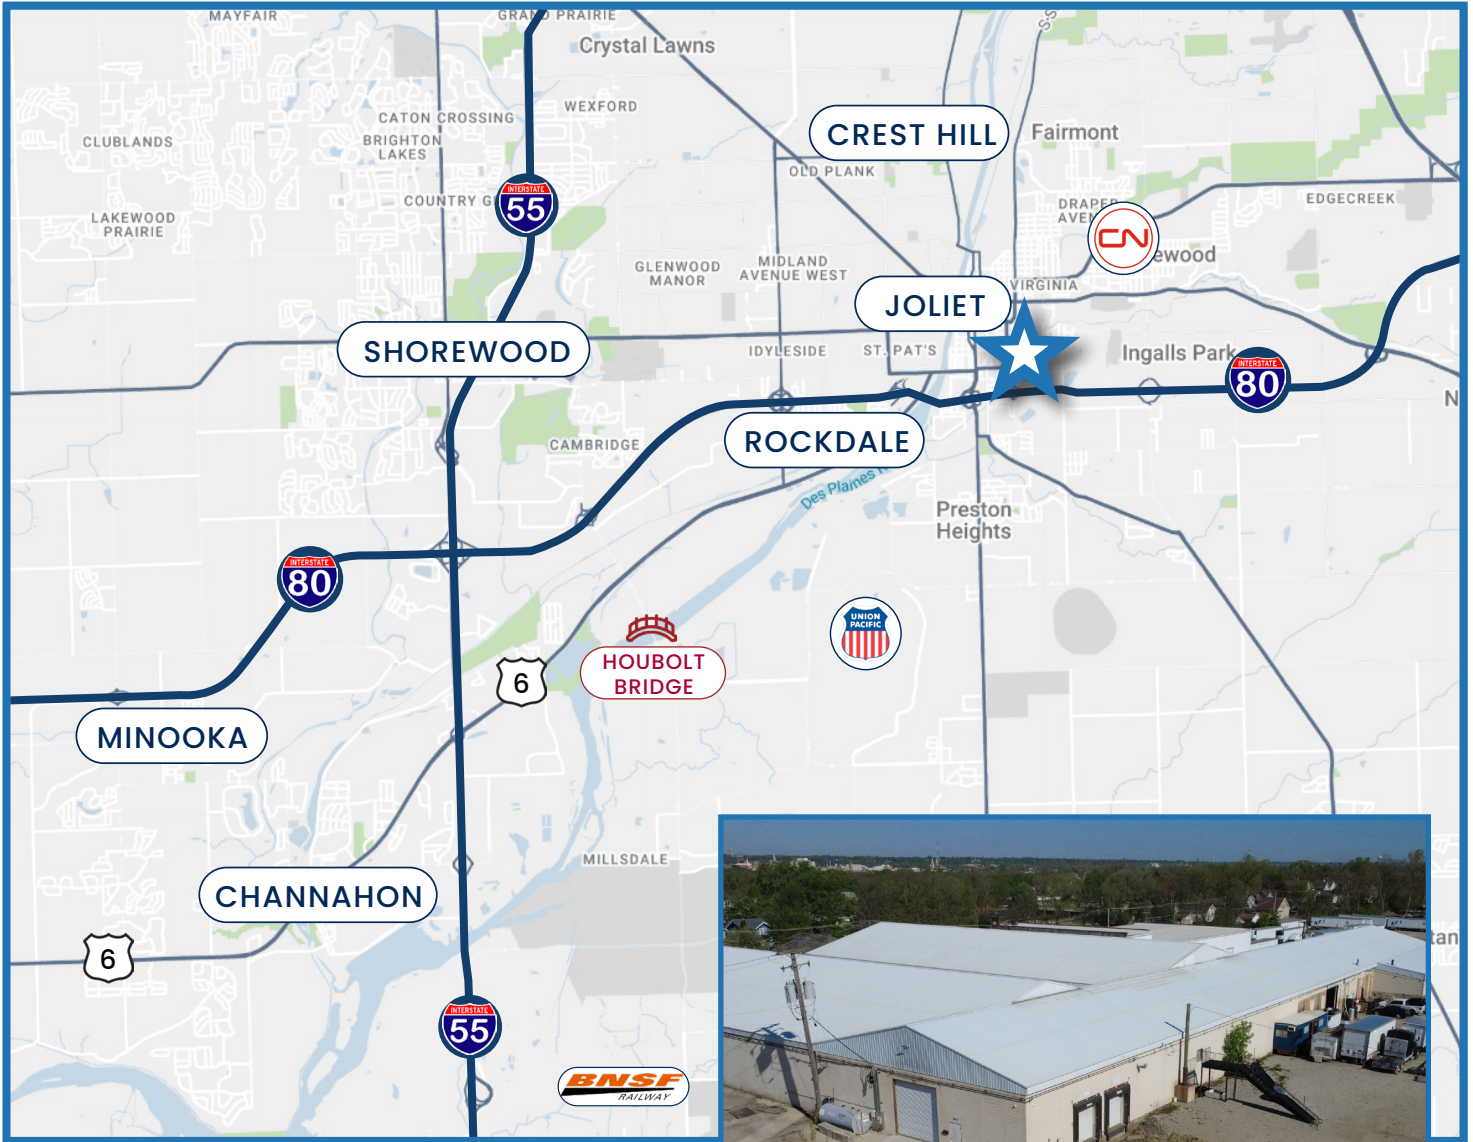 MAYFAIR
GRAND PRAIRIE
Crystal Lawns
S-S
WEXFORD
CATON CROSSING
CREST HILL
Fairmont
CLUBLANDS
BRIGHTON
LAKES
OLD PLANK
INTERSTATE
55
COUNTRY G
EDGECREEK
LAKEWOOD
PRAIRIE
DRAPER
AVEN
CN
ewood
GLENWOOD
MANOR
MIDLAND
AVENUE WEST
VIRGINIA
JOLIET
SHOREWOOD
IDYLESIDE
ST. PAT'S
Ingalls Park
INTERSTATE
80
N
CAMBRIDGE
ROCKDALE
Des Plaines R
Preston
Heights
INTERSTATE
80
UNION
PACIFIC
6
HOUBOLT
BRIDGE
MINOOKA
MILLSDALE
CHANNAHON
tan
6
INTERSTATE
55
BNSF
RAILWAY